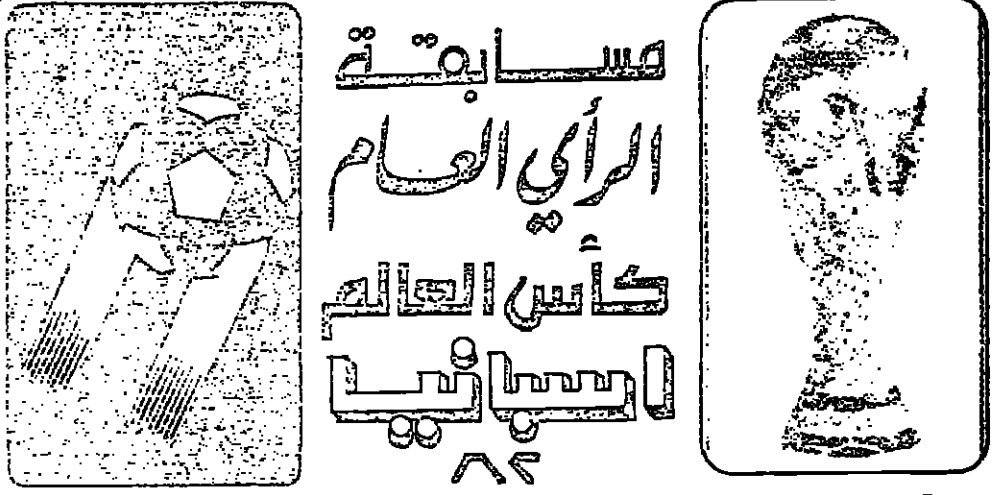 مسابقة
الرأي العام
كأس العالم
اسبانيا
٨٢